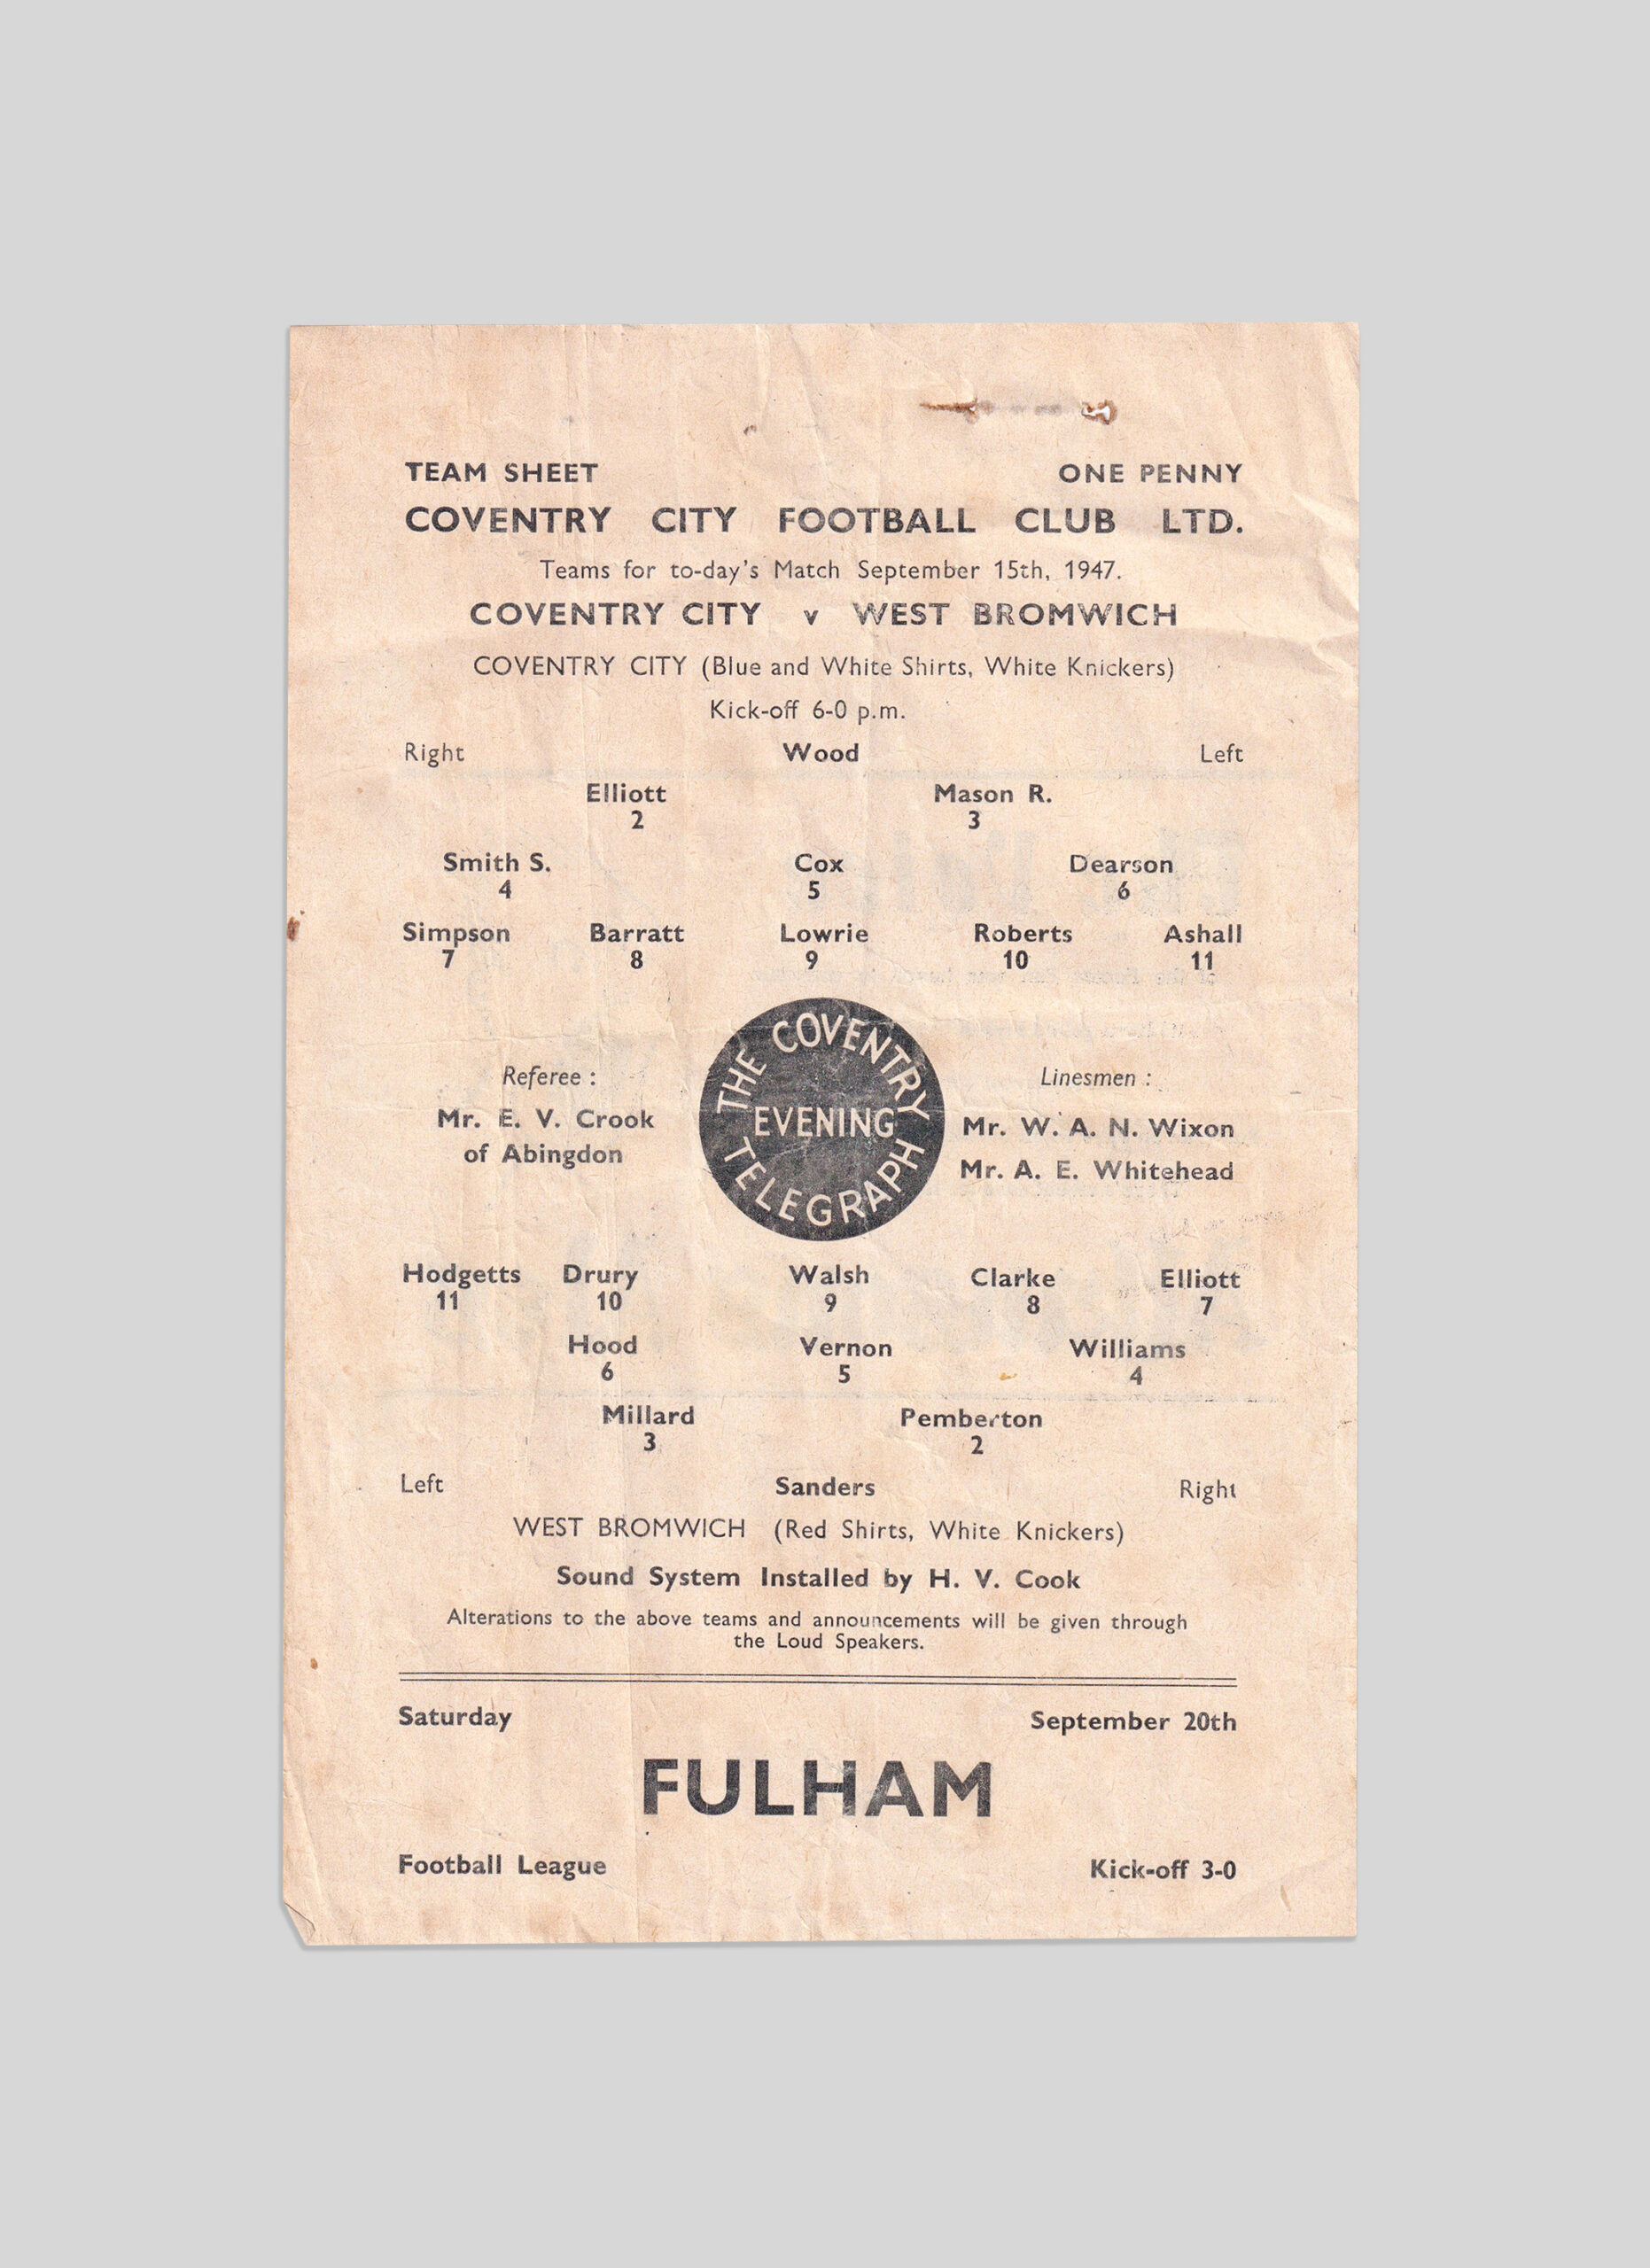 TEAM SHEET ONE PENNY
COVENTRY CITY FOOTBALL CLUB LTD.
Teams for to-day's Match September 15th, 1947.
COVENTRY CITY v WEST BROMWICH
COVENTRY CITY (Blue and White Shirts, White Knickers)
Kick-off 6-0 p.m.
Right Wood Left
Elliott Mason R.
2 3
Smith S. Cox Dearson
4 5 6
Simpson Barratt Lowrie Roberts Ashall
7 8 9 10 11
THE COVENTRY
EVENING
TELEGRAPH
Referee :
Mr. E. V. Crook
of Abingdon
Linesmen :
Mr. W. A. N. Wixon
Mr. A. E. Whitehead
Hodgetts Drury Walsh Clarke Elliott
11 10 9 8 7
Hood Vernon Williams
6 5 4
Millard Pemberton
3 2
Left Sanders Right
WEST BROMWICH (Red Shirts, White Knickers)
Sound System Installed by H. V. Cook
Alterations to the above teams and announcements will be given through
the Loud Speakers.
Saturday September 20th
FULHAM
Football League Kick-off 3-0